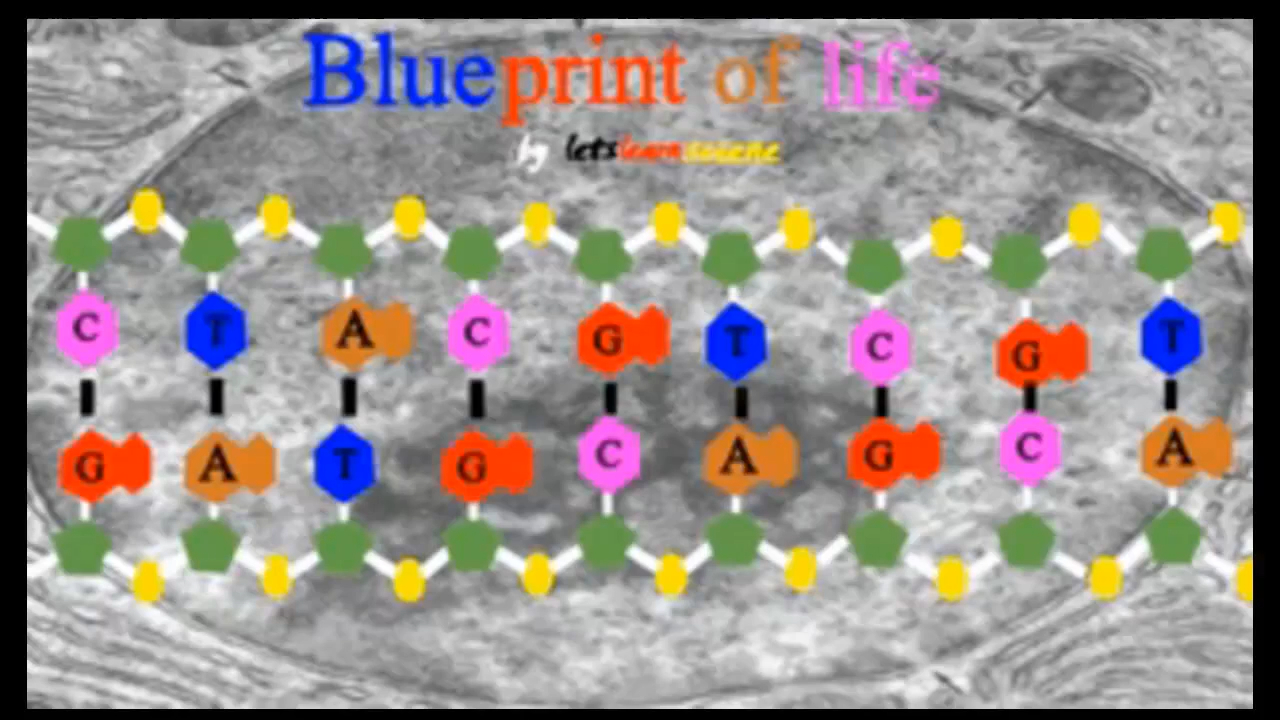 Blueprint of life
by letslearnscience
C T A C G T C G T
G A T G C A G C A